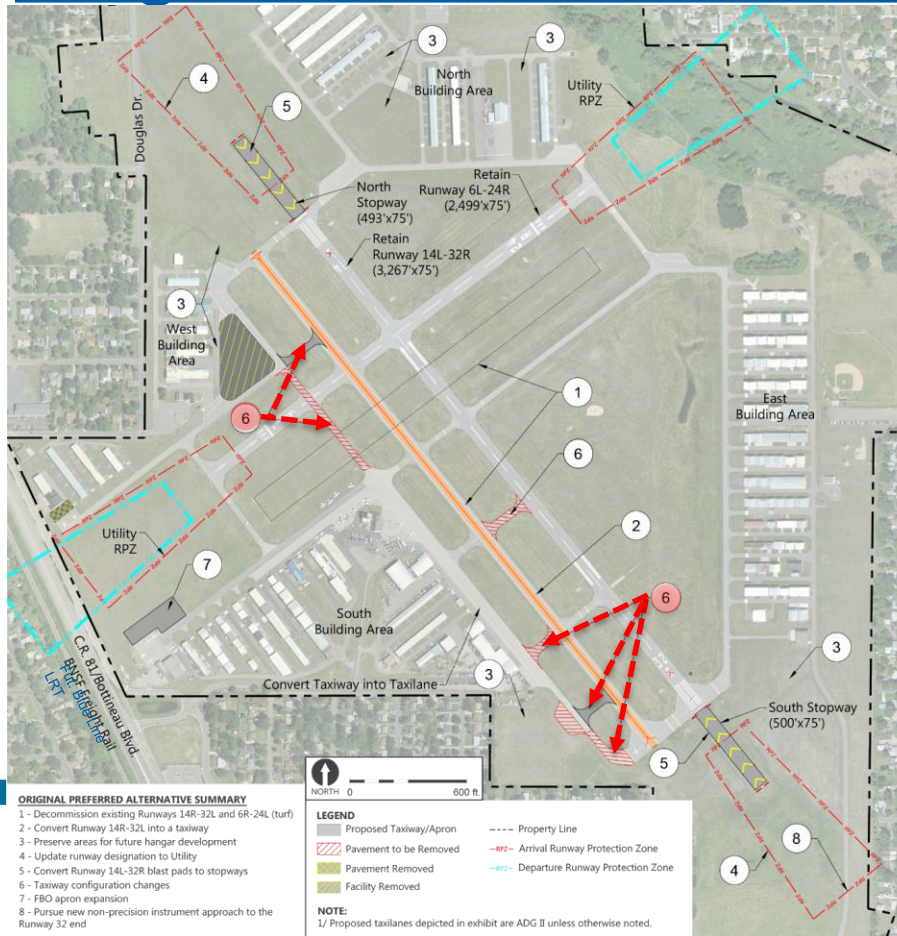 3
3
North
Building Area
4
Utility
RPZ
5
Douglas Dr.
North
Stopway
(493'x75')
Retain
Runway 6L-24R
(2,499'x75')
Retain
Runway 14L-32R
(3,267'x75')
3
West
Building
Area
1
East
Building Area
6
6
Utility
RPZ
2
7
6
South
Building Area
3
Convert Taxiway into Taxilane
3
South Stopway
(500'x75')
5
C.R. 81/Bottineau Blvd.
BNSF Freight Rail
Fut. Blue Line
LRT
4
8
NORTH 0 600 ft.
ORIGINAL PREFERRED ALTERNATIVE SUMMARY
1 - Decommission existing Runways 14R-32L and 6R-24L (turf)
2 - Convert Runway 14R-32L into a taxiway
3 - Preserve areas for future hangar development
4 - Update runway designation to Utility
5 - Convert Runway 14L-32R blast pads to stopways
6 - Taxiway configuration changes
7 - FBO apron expansion
8 - Pursue new non-precision instrument approach to the
Runway 32 end
LEGEND
Proposed Taxiway/Apron
Pavement to be Removed
Pavement Removed
Facility Removed
Property Line
RPZ Arrival Runway Protection Zone
RPZ Departure Runway Protection Zone
NOTE:
1/ Proposed taxilanes depicted in exhibit are ADG II unless otherwise noted.